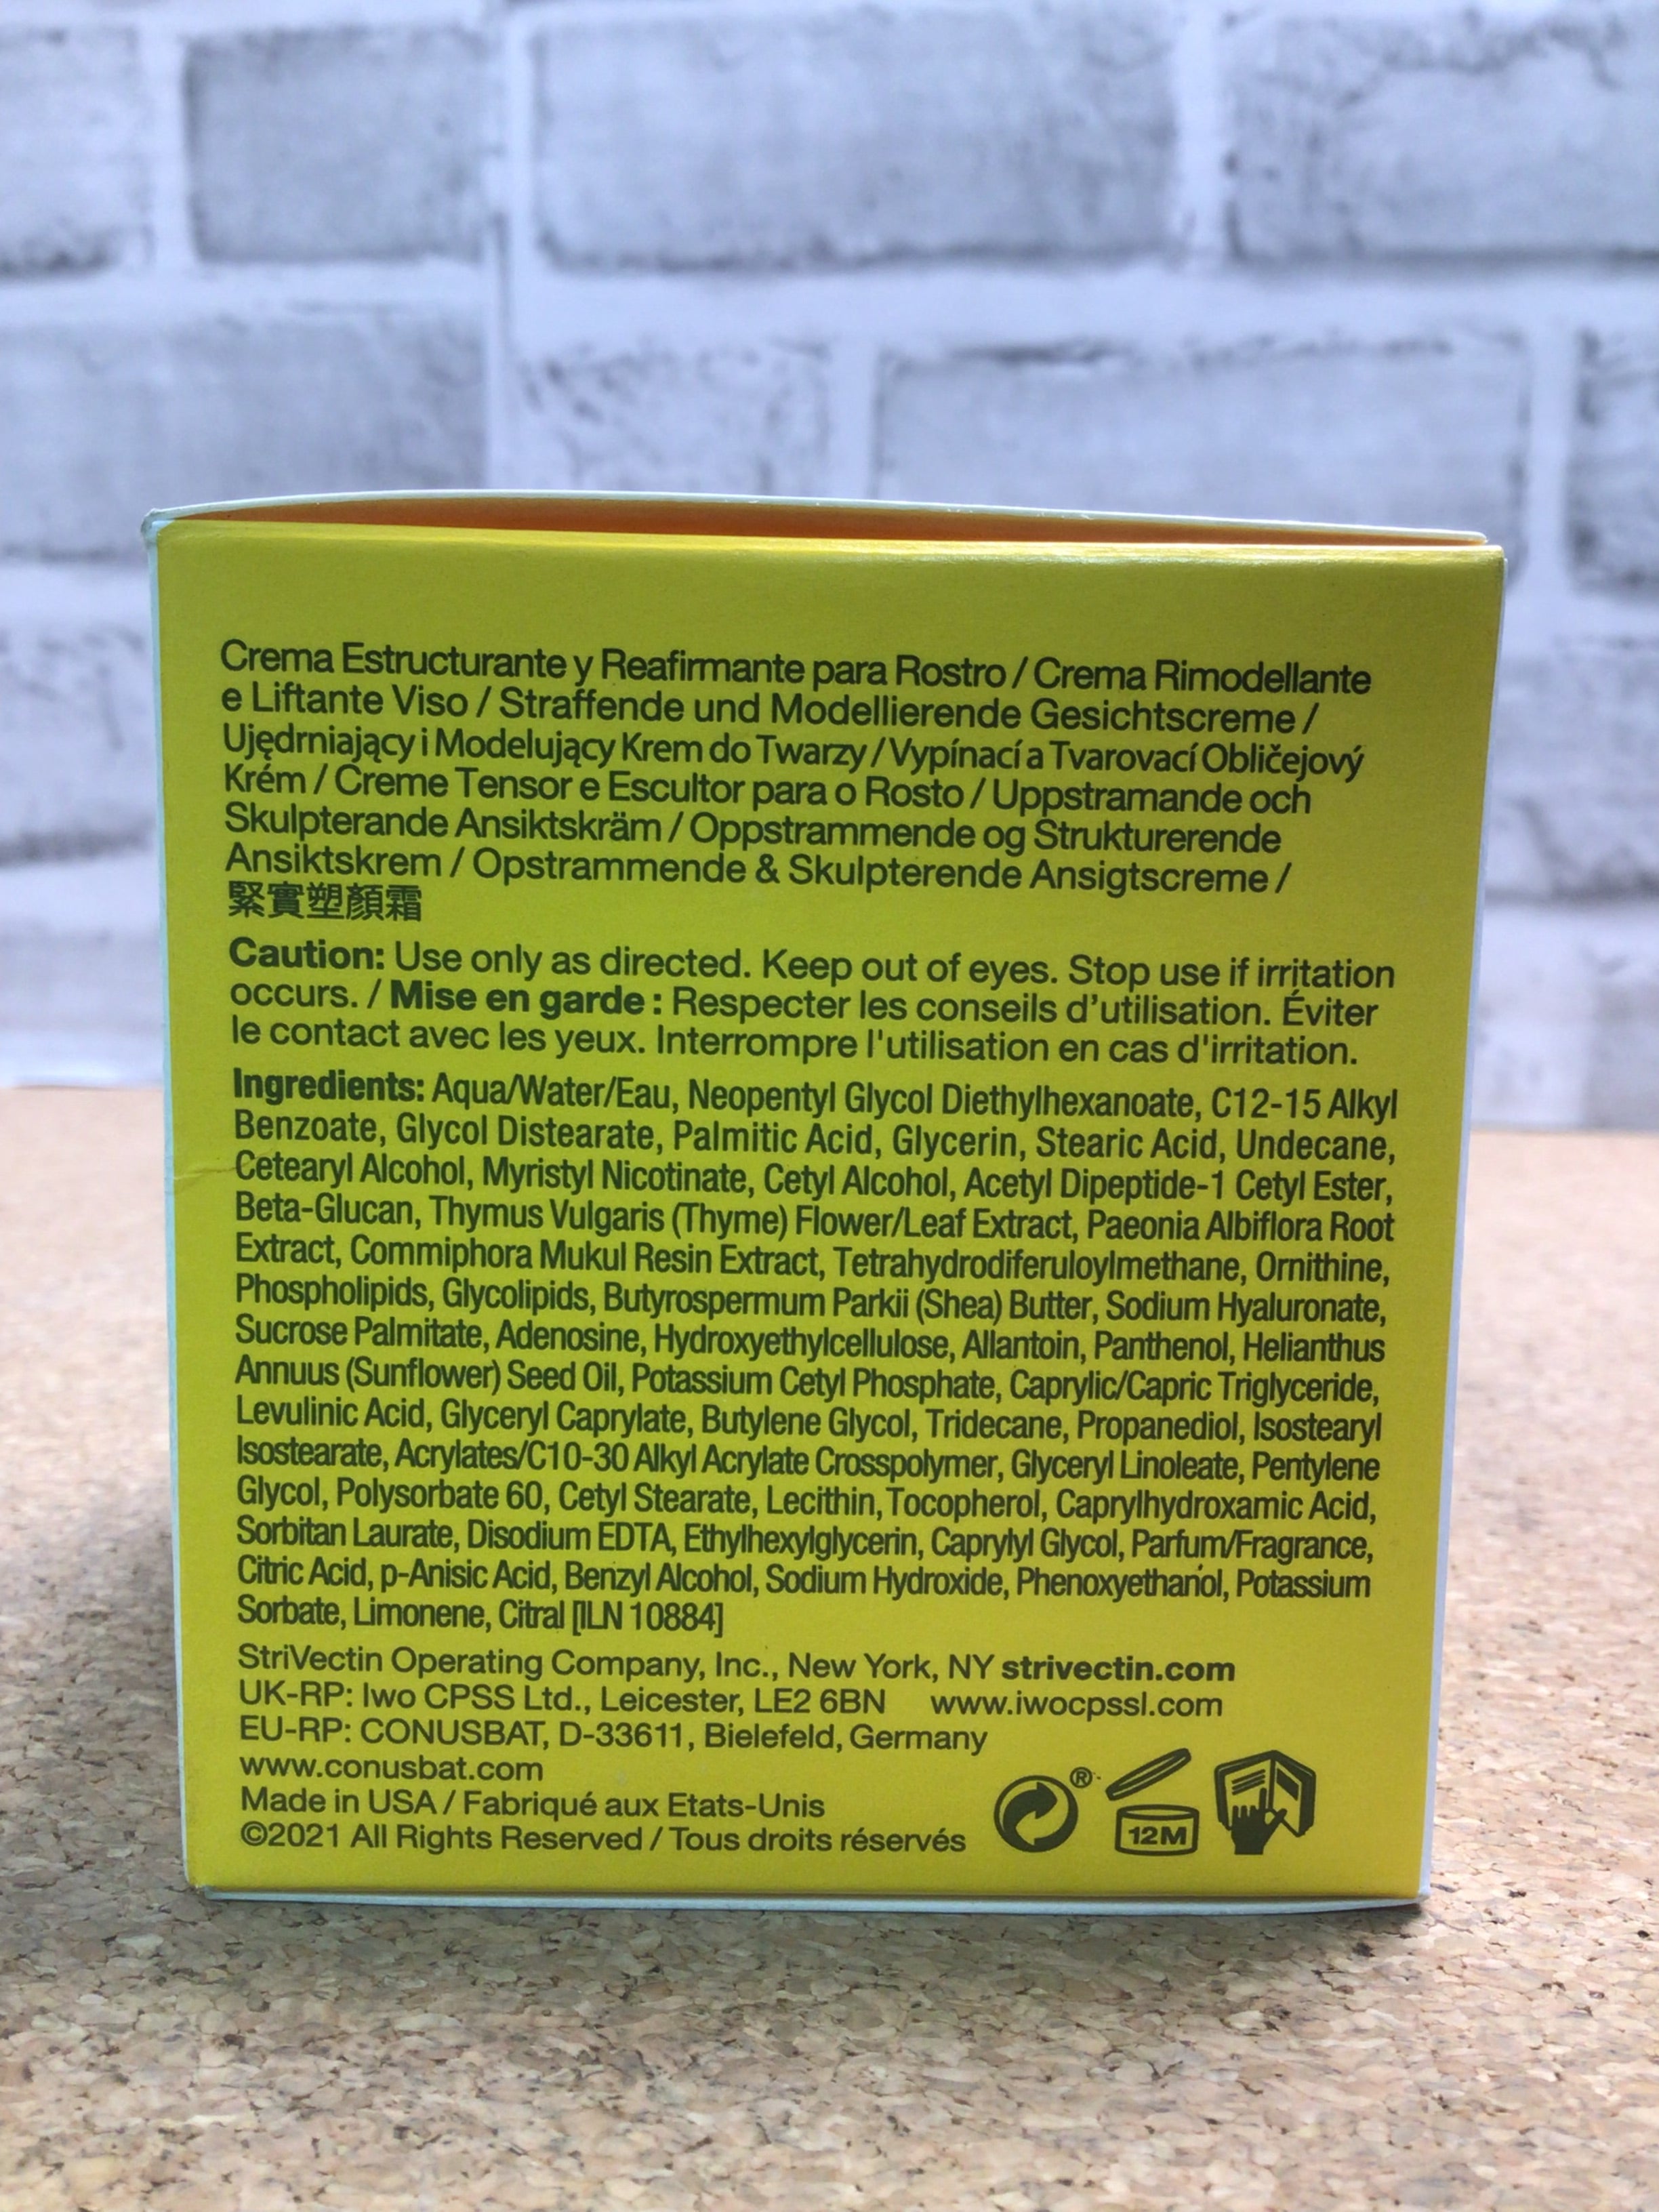 Crema Estructurante y Reafirmante para Rostro / Crema Rimodellante
e Liftante Viso / Straffende und Modellierende Gesichtscreme /
Ujędrniający i Modelujący Krem do Twarzy / Vypínací a Tvarovací Obličejový
Krém / Creme Tensor e Escultor para o Rosto / Uppstramande och
Skulpterande Ansiktskräm / Oppstrammende og Strukturerende
Ansiktskrem / Opstrammende & Skulpterende Ansigtscreme /
緊實塑顏霜
Caution: Use only as directed. Keep out of eyes. Stop use if irritation
occurs. / Mise en garde : Respecter les conseils d’utilisation. Éviter
le contact avec les yeux. Interrompre l'utilisation en cas d'irritation.
Ingredients: Aqua/Water/Eau, Neopentyl Glycol Diethylhexanoate, C12-15 Alkyl
Benzoate, Glycol Distearate, Palmitic Acid, Glycerin, Stearic Acid, Undecane,
Cetearyl Alcohol, Myristyl Nicotinate, Cetyl Alcohol, Acetyl Dipeptide-1 Cetyl Ester,
Beta-Glucan, Thymus Vulgaris (Thyme) Flower/Leaf Extract, Paeonia Albiflora Root
Extract, Commiphora Mukul Resin Extract, Tetrahydrodiferuloylmethane, Ornithine,
Phospholipids, Glycolipids, Butyrospermum Parkii (Shea) Butter, Sodium Hyaluronate,
Sucrose Palmitate, Adenosine, Hydroxyethylcellulose, Allantoin, Panthenol, Helianthus
Annuus (Sunflower) Seed Oil, Potassium Cetyl Phosphate, Caprylic/Capric Triglyceride,
Levulinic Acid, Glyceryl Caprylate, Butylene Glycol, Tridecane, Propanediol, Isostearyl
Isostearate, Acrylates/C10-30 Alkyl Acrylate Crosspolymer, Glyceryl Linoleate, Pentylene
Glycol, Polysorbate 60, Cetyl Stearate, Lecithin, Tocopherol, Caprylhydroxamic Acid,
Sorbitan Laurate, Disodium EDTA, Ethylhexylglycerin, Caprylyl Glycol, Parfum/Fragrance,
Citric Acid, p-Anisic Acid, Benzyl Alcohol, Sodium Hydroxide, Phenoxyethanol, Potassium
Sorbate, Limonene, Citral [ILN 10884]
StriVectin Operating Company, Inc., New York, NY strivectin.com
UK-RP: Iwo CPSS Ltd., Leicester, LE2 6BN www.iwocpssl.com
EU-RP: CONUSBAT, D-33611, Bielefeld, Germany
www.conusbat.com
Made in USA / Fabriqué aux Etats-Unis
©2021 All Rights Reserved / Tous droits réservés
®
12M